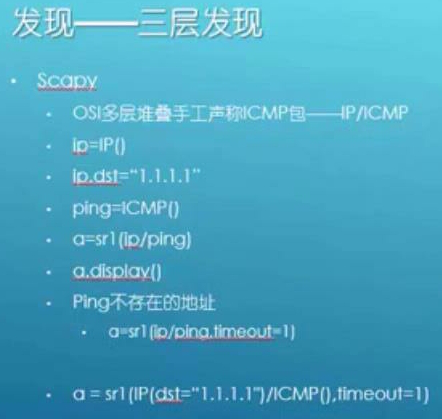 发现——三层发现
Scapy
OSI多层堆叠手工声称ICMP包——IP/ICMP
ip=IP()
ip.dst=“1.1.1.1”
ping=ICMP()
a=sr1(ip/ping)
a.display()
Ping不存在的地址
a=sr1(ip/ping,timeout=1)
a = sr1(IP(dst=“1.1.1.1”)/ICMP(),timeout=1)